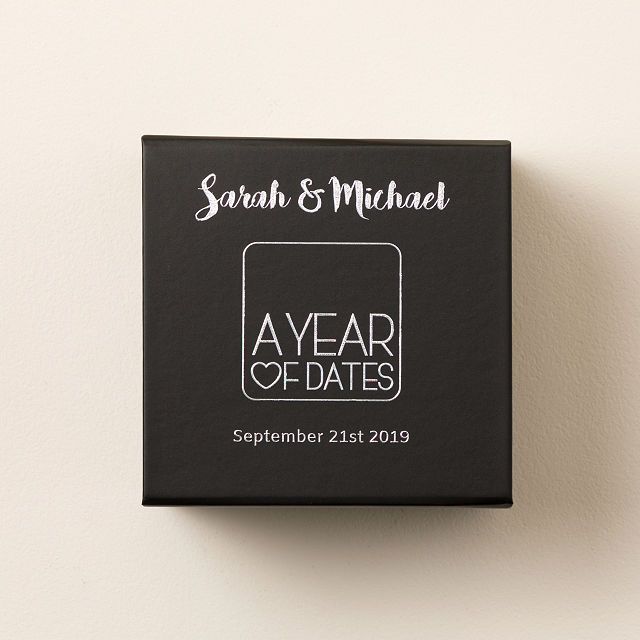 Sarah & Michael
A YEAR
OF DATES
September 21st 2019